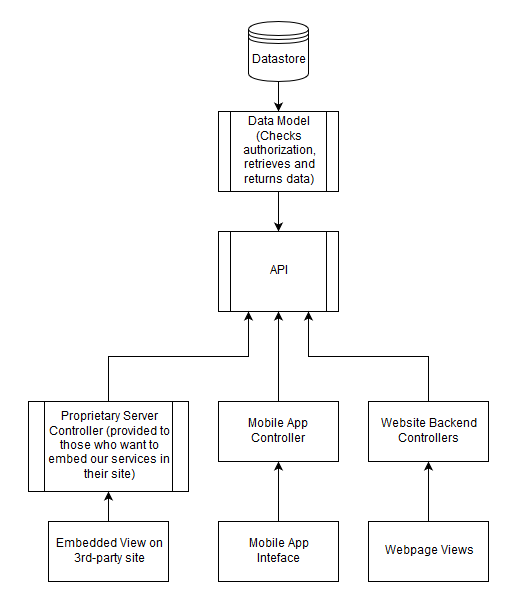 Datastore
Data Model
(Checks
authorization,
retrieves and
returns data)
API
Proprietary Server
Controller (provided to
those who want to
embed our services in
their site)
Mobile App
Controller
Website Backend
Controllers
Embedded View on
3rd-party site
Mobile App
Inteface
Webpage Views